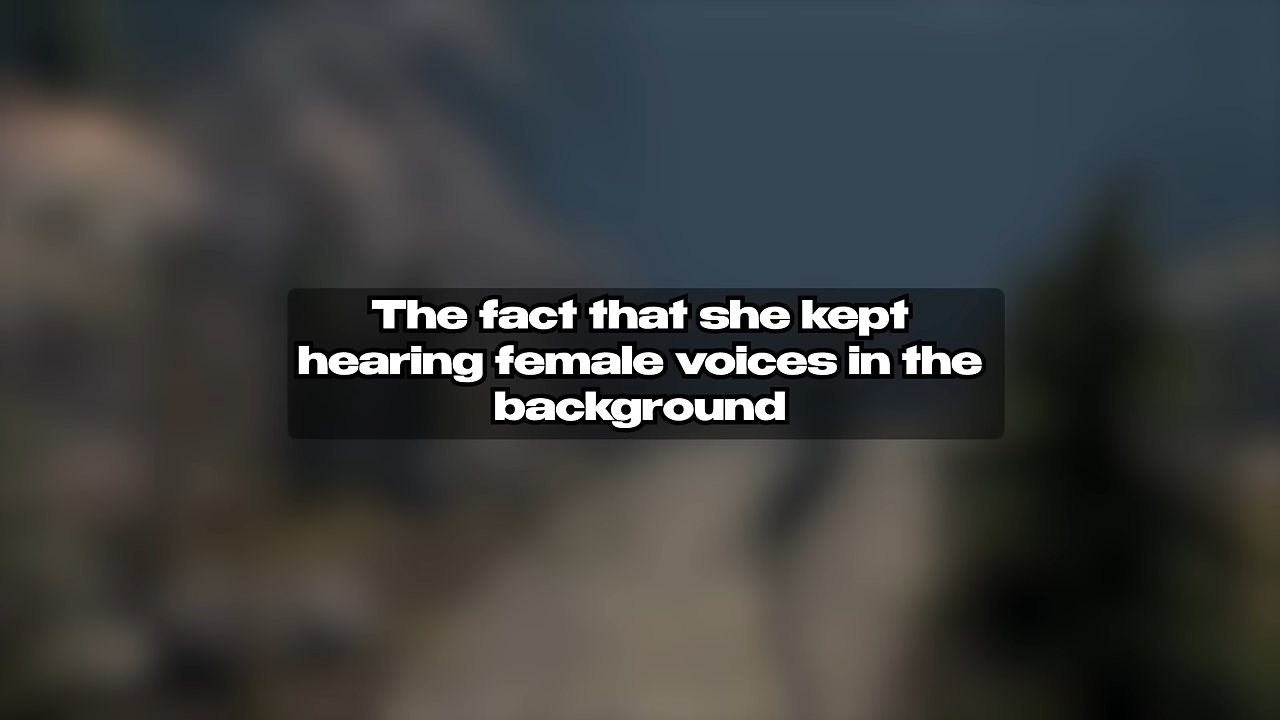 The fact that she kept
hearing female voices in the
background